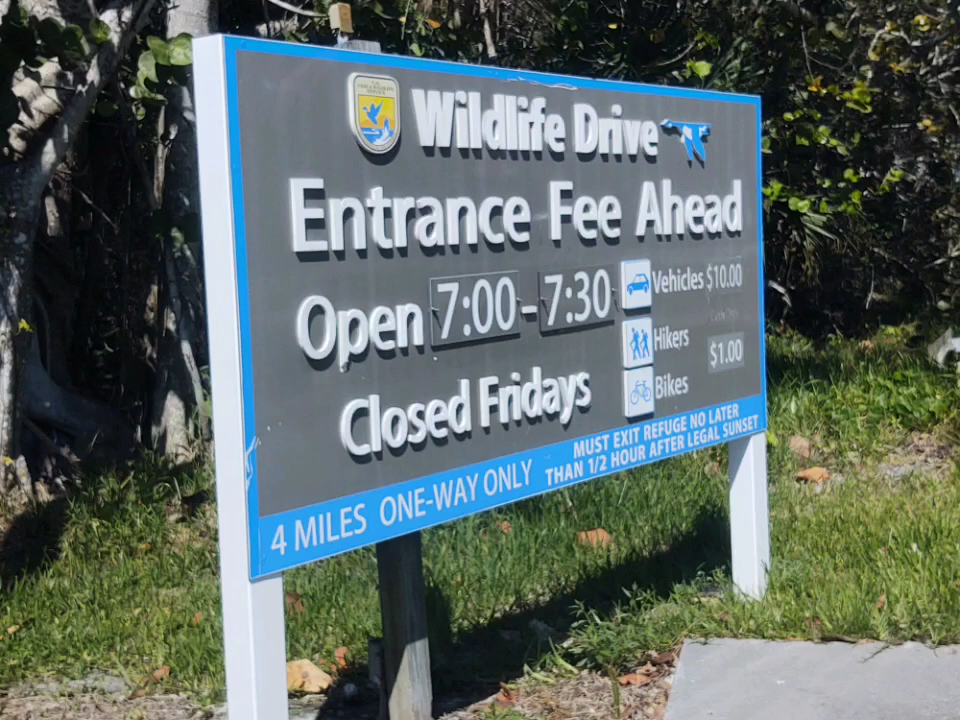 Wildlife Drive
Entrance Fee Ahead
Open 7:00-7:30
Closed Fridays
Vehicles $10.00
Hikers
$1.00
Bikes
4 MILES ONE-WAY ONLY
MUST EXIT REFUGE NO LATER
THAN 1/2 HOUR AFTER LEGAL SUNSET